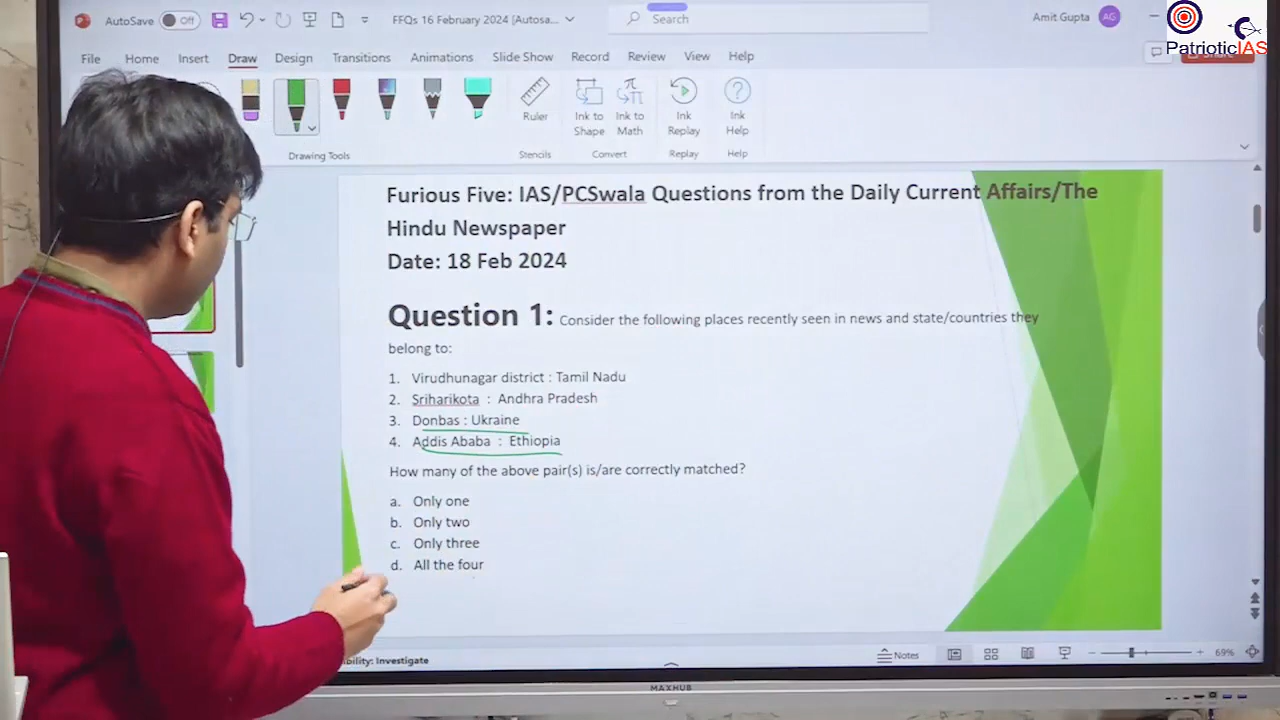 AutoSave Off FFQs 16 February 2024 [Autosa... Search Amit Gupta AG
PatrioticIAS
File Home Insert Draw Design Transitions Animations Slide Show Record Review View Help
Ruler
Ink to Shape
Ink to Math
Ink Replay
Ink Help
Drawing Tools Stencils Convert Replay Help
Furious Five: IAS/PCSwala Questions from the Daily Current Affairs/The
Hindu Newspaper
Date: 18 Feb 2024
Question 1: Consider the following places recently seen in news and state/countries they
belong to:
1. Virudhunagar district : Tamil Nadu
2. Sriharikota : Andhra Pradesh
3. Donbas : Ukraine
4. Addis Ababa : Ethiopia
How many of the above pair(s) is/are correctly matched?
a. Only one
b. Only two
c. Only three
d. All the four
Investigate Notes 69%
MAXHUB